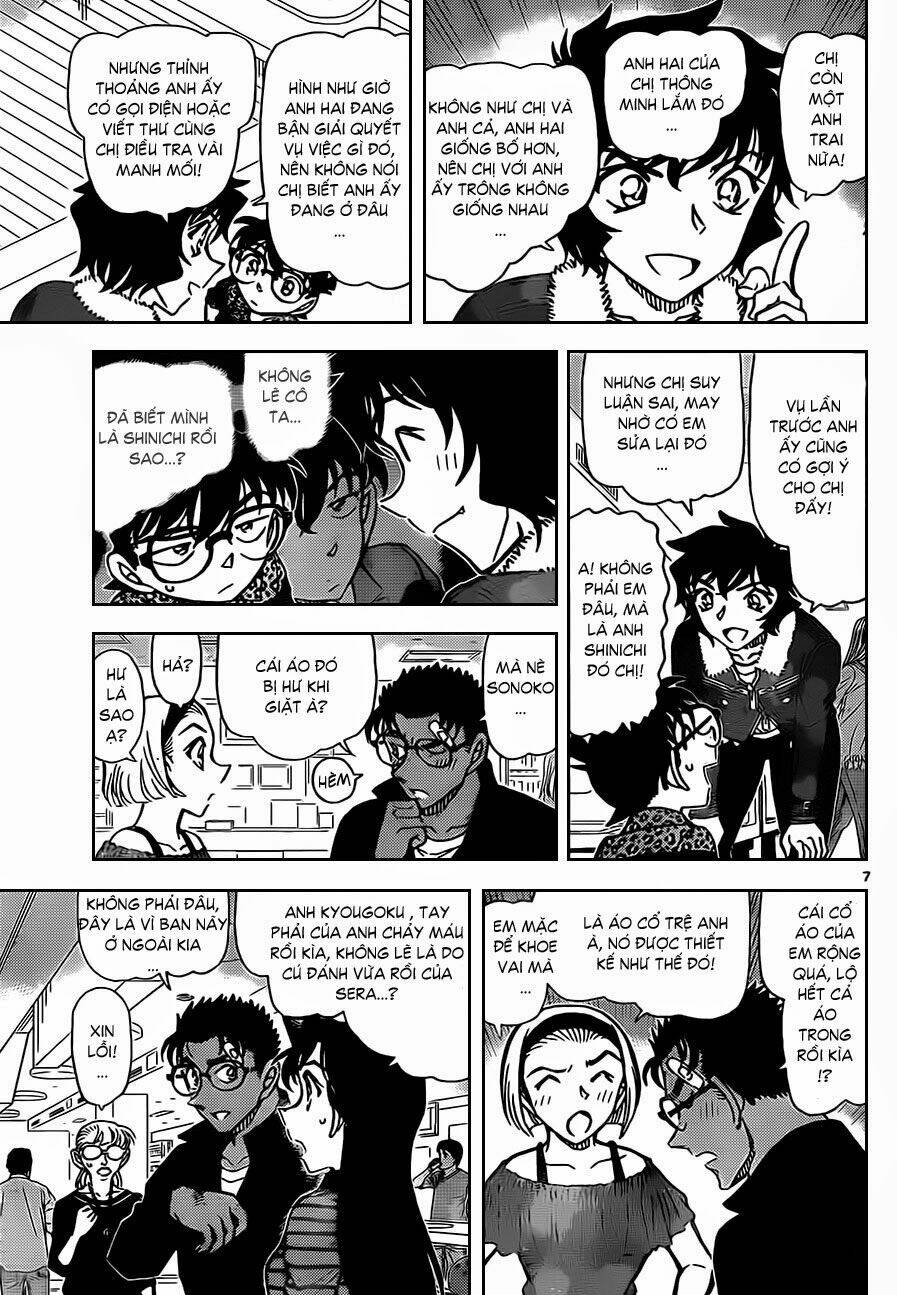 CHỊ
CÒN
MỘT
ANH
TRAI
NỮA!
ANH HAI CỦA
CHỊ THÔNG
MINH LẮM ĐÓ
...
KHÔNG NHƯ CHỊ VÀ
ANH CẢ, ANH HAI
GIỐNG BỐ HƠN,
NÊN CHỊ VỚI ANH
ẤY TRÔNG KHÔNG
GIỐNG NHAU
HÌNH NHƯ GIỜ
ANH HAI ĐANG
BẬN GIẢI QUYẾT
VỤ VIỆC GÌ ĐÓ,
NÊN KHÔNG NÓI
CHỊ BIẾT ANH ẤY
ĐANG Ở ĐÂU
...
NHƯNG THỈNH
THOẢNG ANH ẤY
CÓ GỌI ĐIỆN HOẶC
VIẾT THƯ CÙNG
CHỊ ĐIỀU TRA VÀI
MANH MỐI!
VỤ LẦN
TRƯỚC ANH
ẤY CŨNG
CÓ GỢI Ý
CHO CHỊ
ĐẤY!
NHƯNG CHỊ SUY
LUẬN SAI, MAY
NHỜ CÓ EM
SỬA LẠI ĐÓ
...
A! KHÔNG
PHẢI EM
ĐÂU, MÀ
LÀ ANH
SHINICHI
ĐÓ CHỊ!
KHÔNG
LẼ CÔ
TA...
ĐÃ BIẾT MÌNH
LÀ SHINICHI RỒI
SAO...?
MÀ NÈ
SONOKO
...
CÁI ÁO ĐÓ
BỊ HƯ KHI
GIẶT À?
HÈM
HẢ?
HƯ
LÀ
SAO
Ạ?
7
CÁI CỔ
ÁO CỦA
EM RỘNG
QUÁ, LỘ
HẾT CẢ
ÁO
TRONG
RỒI KÌA
!?
LÀ ÁO CỔ TRỄ ANH
À, NÓ ĐƯỢC THIẾT
KẾ NHƯ THẾ ĐÓ!
EM MẶC
ĐỂ KHOE
VAI MÀ
...
ANH KYOUGOKU , TAY
PHẢI CỦA ANH CHẢY MÁU
RỒI KÌA, KHÔNG LẼ LÀ DO
CÚ ĐÁNH VỪA RỒI CỦA
SERA...?
KHÔNG PHẢI ĐÂU,
ĐÂY LÀ VÌ BAN NÃY
Ở NGOÀI KIA
...
XIN
LỖI!
...